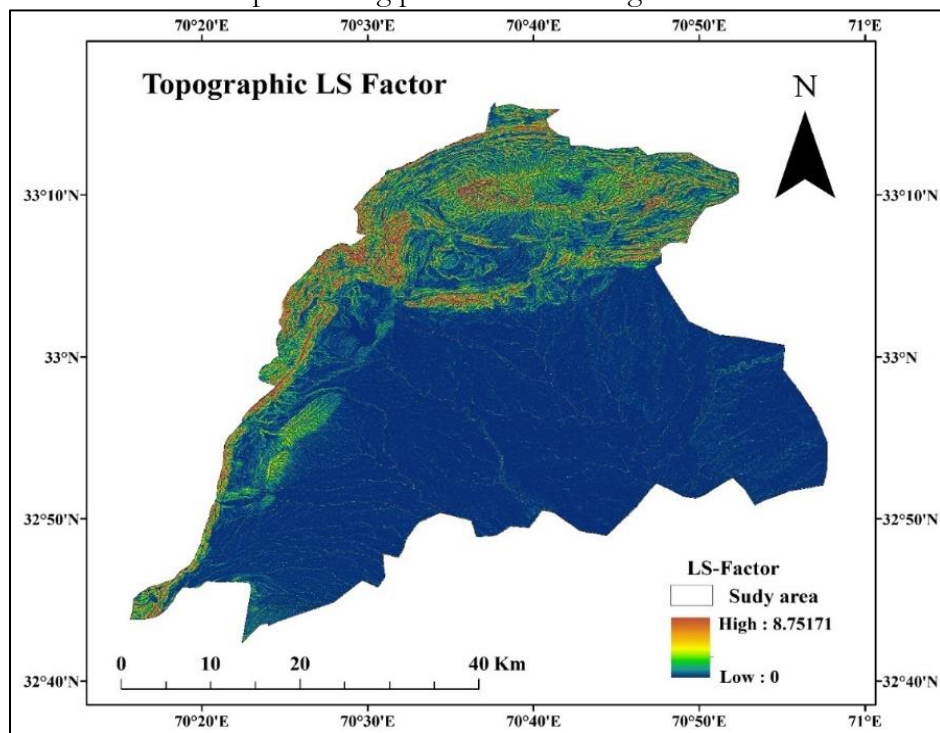 70°20'E 70°30'E 70°40'E 70°50'E 71°E
Topographic LS Factor
N
33°10'N 33°10'N
33°N 33°N
32°50'N 32°50'N
LS-Factor
Sudy area
High : 8.75171
Low : 0
0 10 20 40 Km
32°40'N 32°40'N
70°20'E 70°30'E 70°40'E 70°50'E 71°E